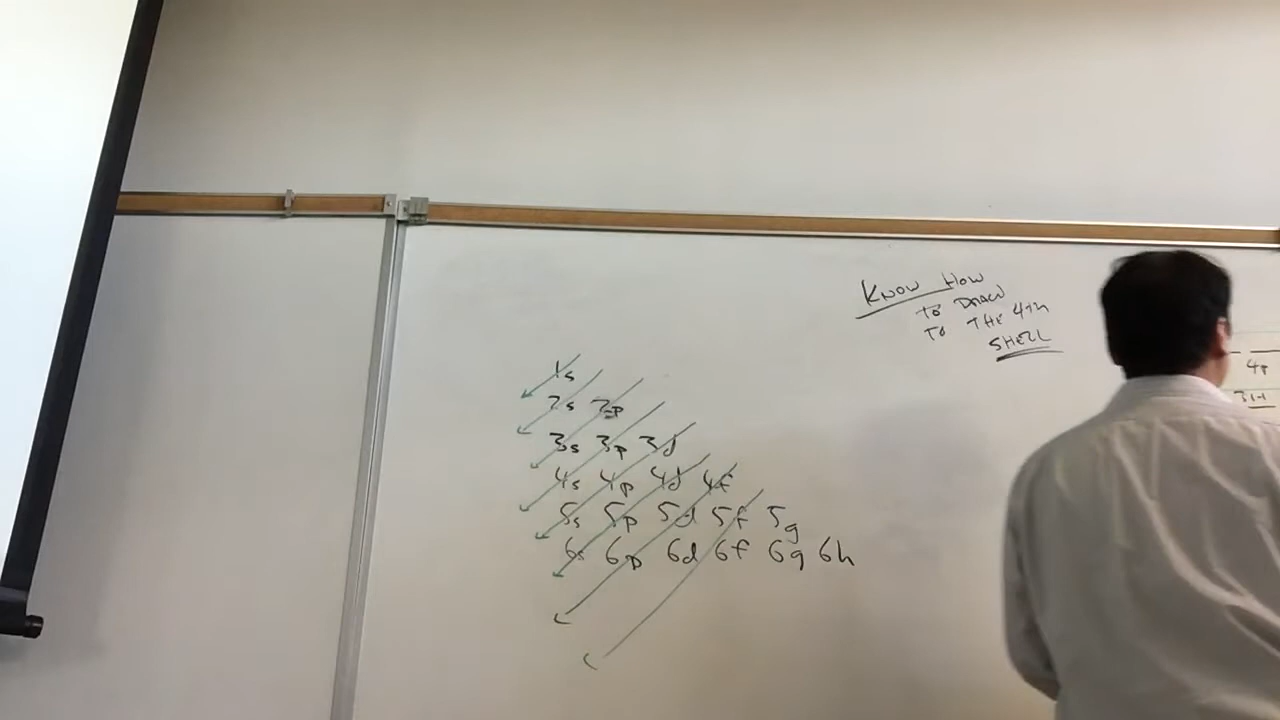 KNOW HOW
TO DRAW
TO THE 4TH
SHELL
1s
2s 2p
3s 3p 3d
4s 4p 4d 4f
5s 5p 5d 5f 5g
6s 6p 6d 6f 6g 6h
4p